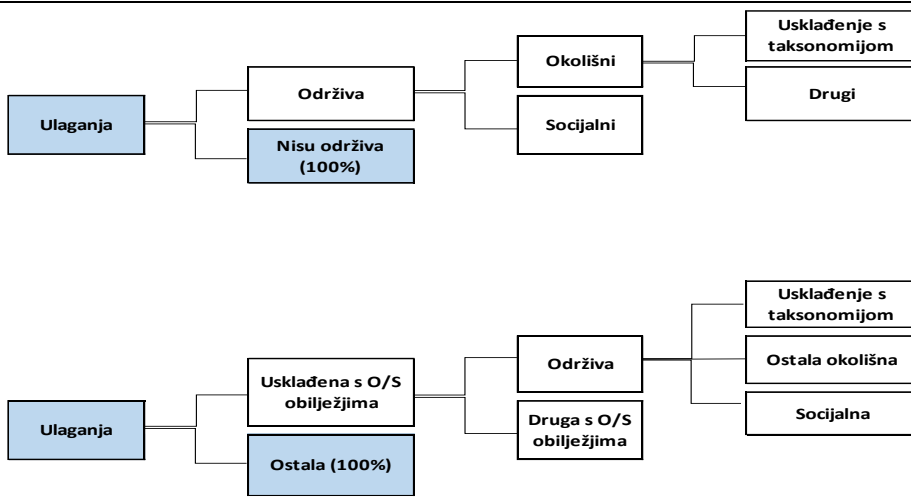 Usklađenje s
taksonomijom
Okolišni
Održiva
Drugi
Ulaganja
Socijalni
Nisu održiva
(100%)
Usklađenje s
taksonomijom
Održiva
Ostala okolišna
Usklađena s O/S
obilježjima
Ulaganja
Druga s O/S
obilježjima
Socijalna
Ostala (100%)